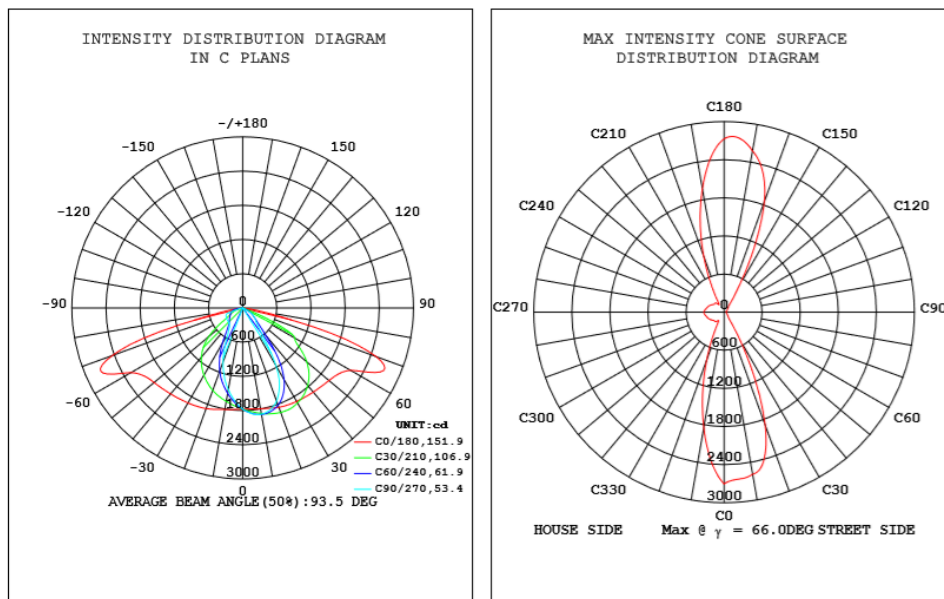 INTENSITY DISTRIBUTION DIAGRAM
IN C PLANS
-/+180
-150
150
-120
120
-90
90
-60
60
-30
30
0
0
600
1200
1800
2400
3000
UNIT:cd
C0/180,151.9
C30/210,106.9
C60/240,61.9
C90/270,53.4
AVERAGE BEAM ANGLE(50%):93.5 DEG
MAX INTENSITY CONE SURFACE
DISTRIBUTION DIAGRAM
C180
C210
C150
C240
C120
C270
C90
C300
C60
C330
C30
C0
0
600
1200
1800
2400
3000
HOUSE SIDE Max @ γ = 66.0DEG STREET SIDE